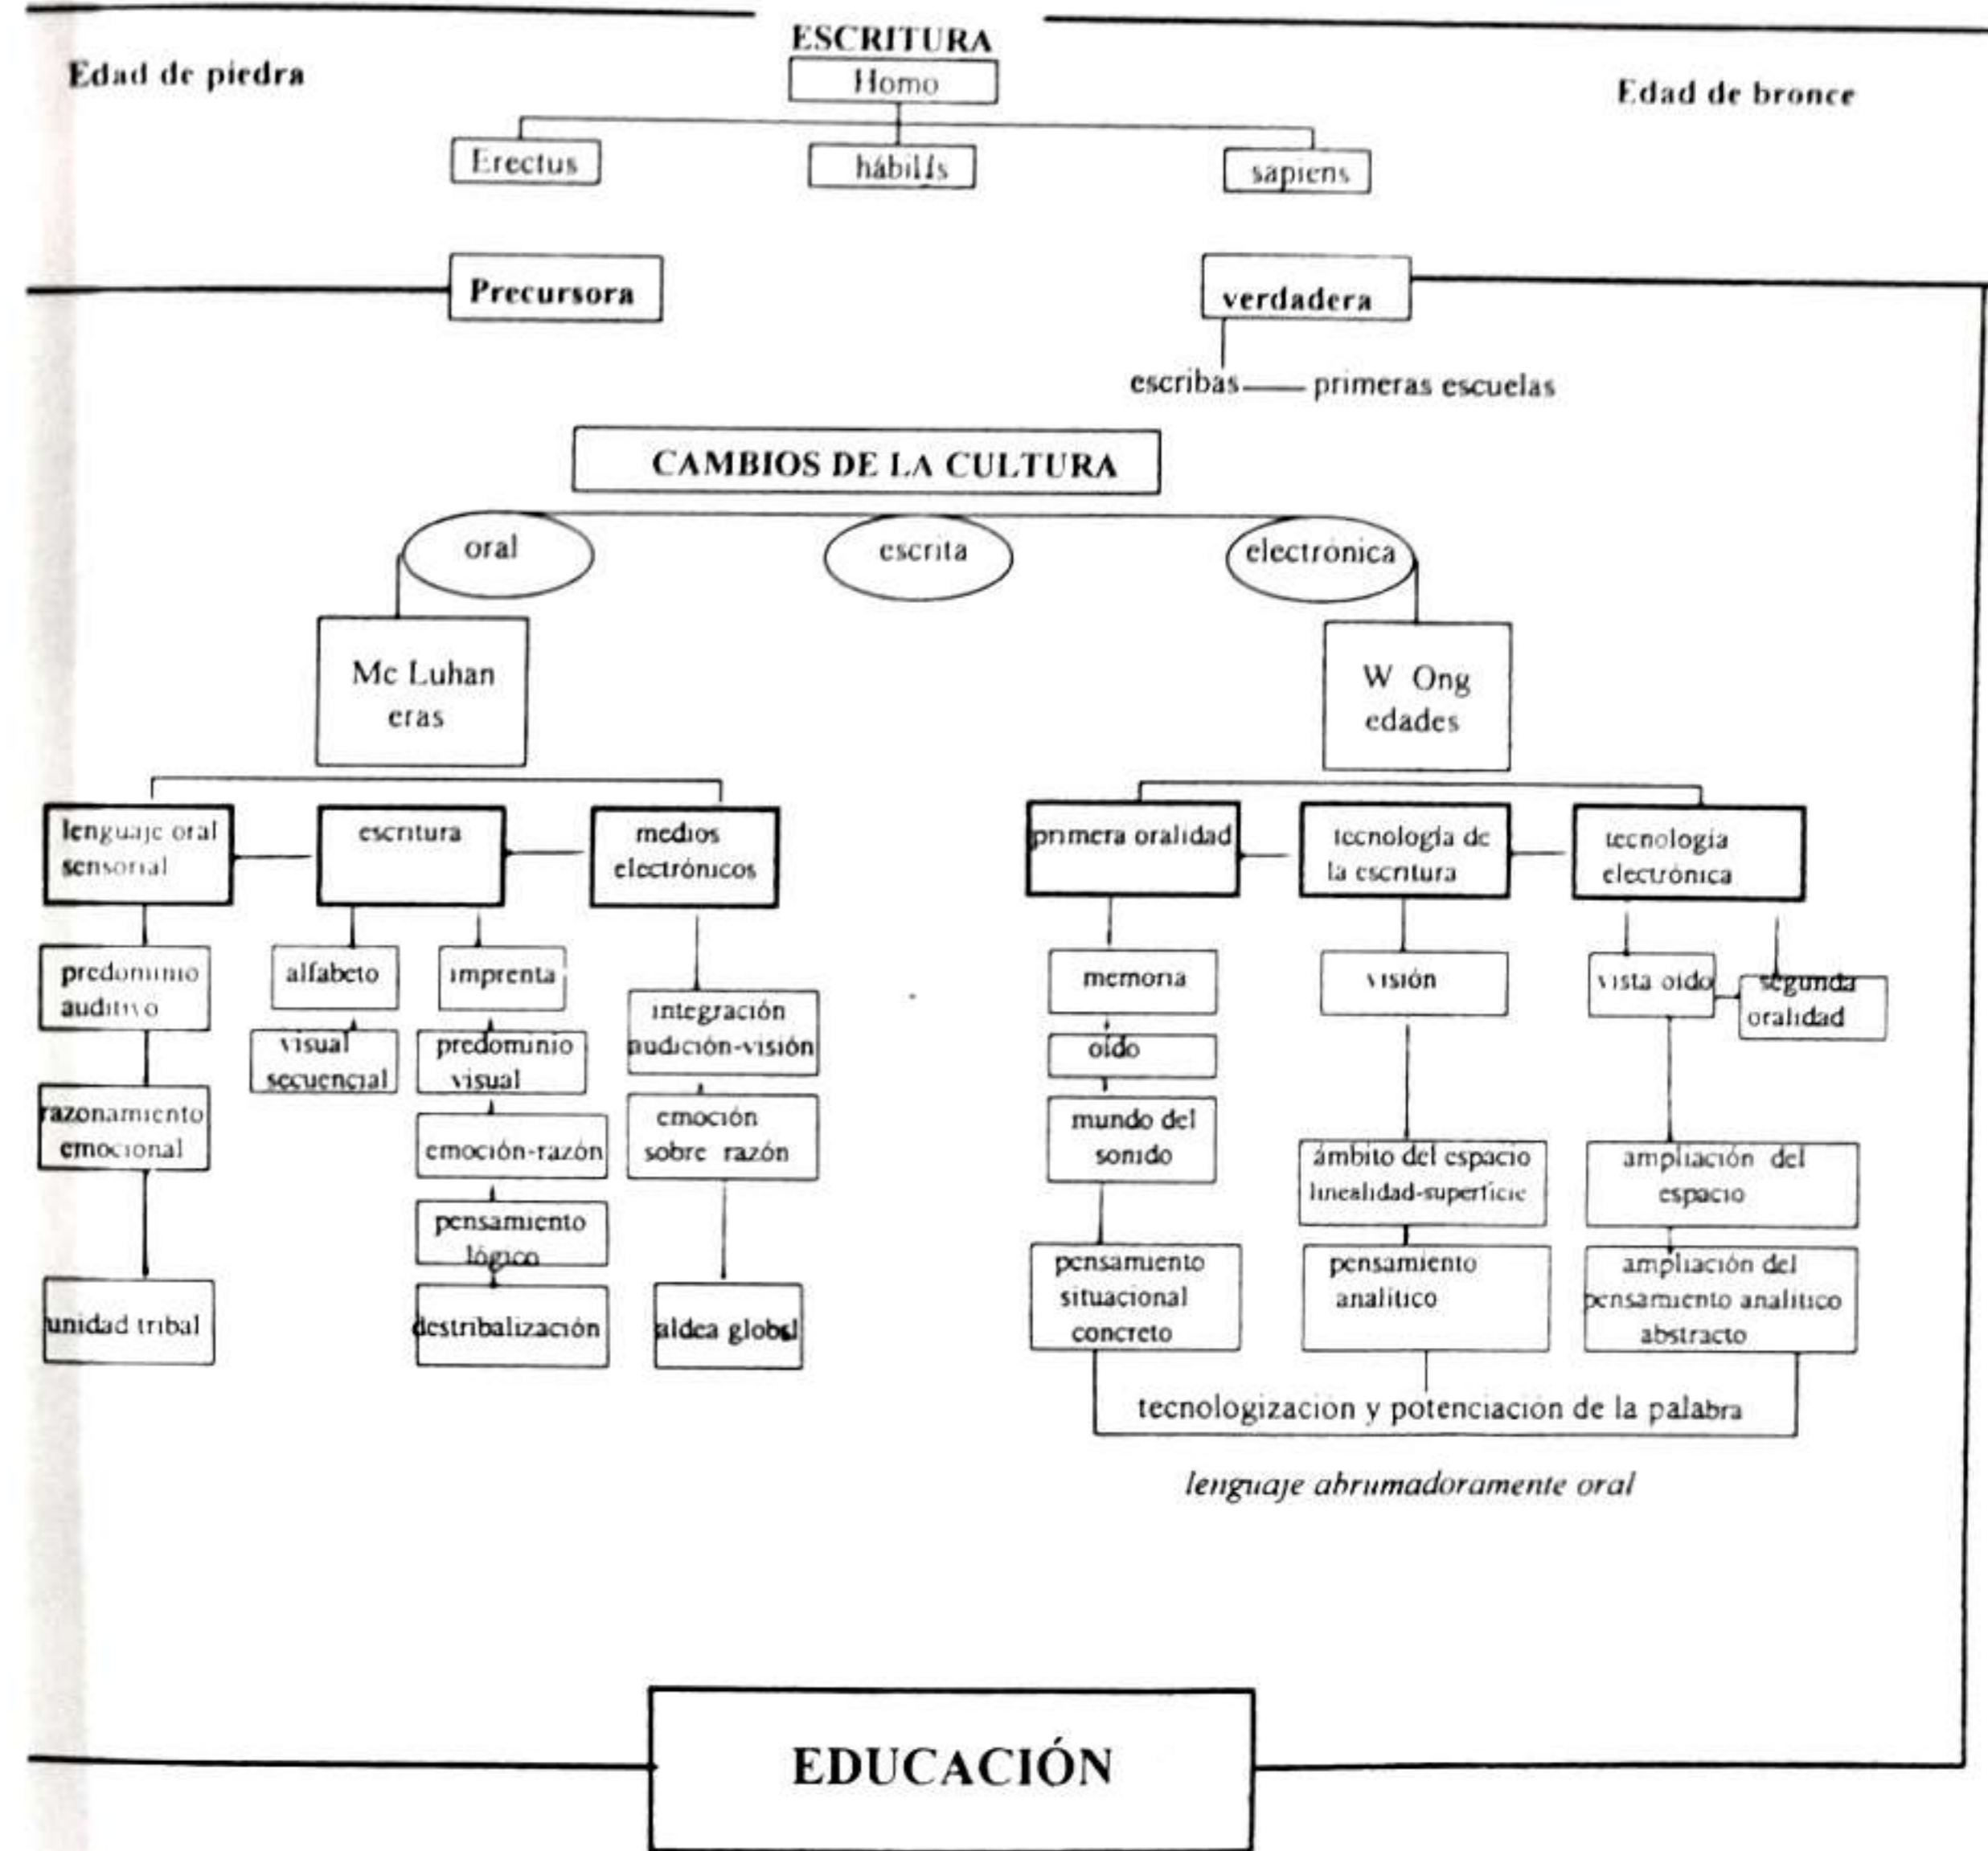 ESCRITURA
Edad de piedra
Homo
Edad de bronce
Erectus
hábilís
sapiens
Precursora
verdadera
escribas
primeras escuelas
CAMBIOS DE LA CULTURA
oral
escrita
electrónica
Mc Luhan
eras
W Ong
edades
lenguaje oral
sensorial
escritura
medios
electrónicos
predominio
auditivo
alfabeto
imprenta
integración
audición-visión
visual
secuencial
predominio
visual
razonamiento
emocional
emoción-razón
emoción
sobre razón
pensamiento
lógico
unidad tribal
destribalización
aldea global
primera oralidad
tecnología de
la escritura
tecnología
electrónica
memoria
visión
vista oído
segunda
oralidad
oído
mundo del
sonido
ámbito del espacio
linealidad-superficie
ampliación del
espacio
pensamiento
situacional
concreto
pensamiento
analítico
ampliación del
pensamiento analítico
abstracto
tecnologización y potenciación de la palabra
lenguaje abrumadoramente oral
EDUCACIÓN